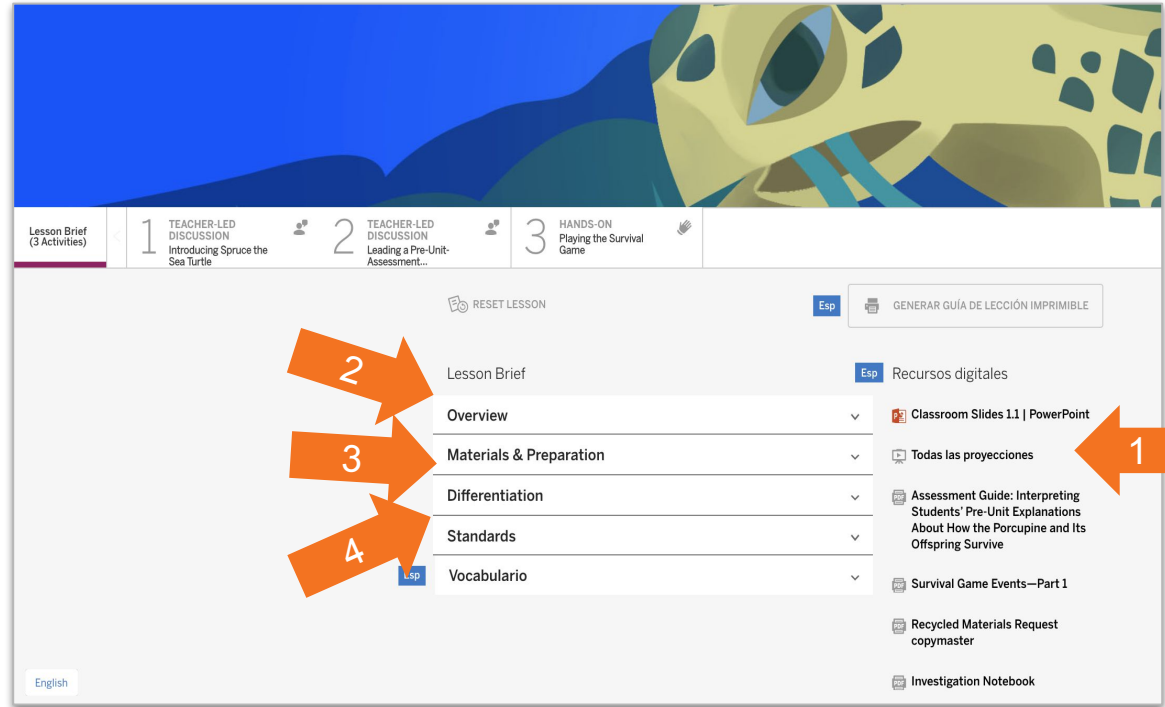 Lesson Brief
(3 Activities)
1
TEACHER-LED
DISCUSSION
Introducing Spruce the
Sea Turtle
2
TEACHER-LED
DISCUSSION
Leading a Pre-Unit-
Assessment...
3
HANDS-ON
Playing the Survival
Game
RESET LESSON
Esp
GENERAR GUÍA DE LECCIÓN IMPRIMIBLE
2
Lesson Brief
Overview
3
Materials & Preparation
Differentiation
4
Standards
Esp
Vocabulario
Esp
Recursos digitales
Classroom Slides 1.1 | PowerPoint
Todas las proyecciones
1
PDF
Assessment Guide: Interpreting
Students' Pre-Unit Explanations
About How the Porcupine and Its
Offspring Survive
PDF
Survival Game Events—Part 1
PDF
Recycled Materials Request
copymaster
PDF
Investigation Notebook
English